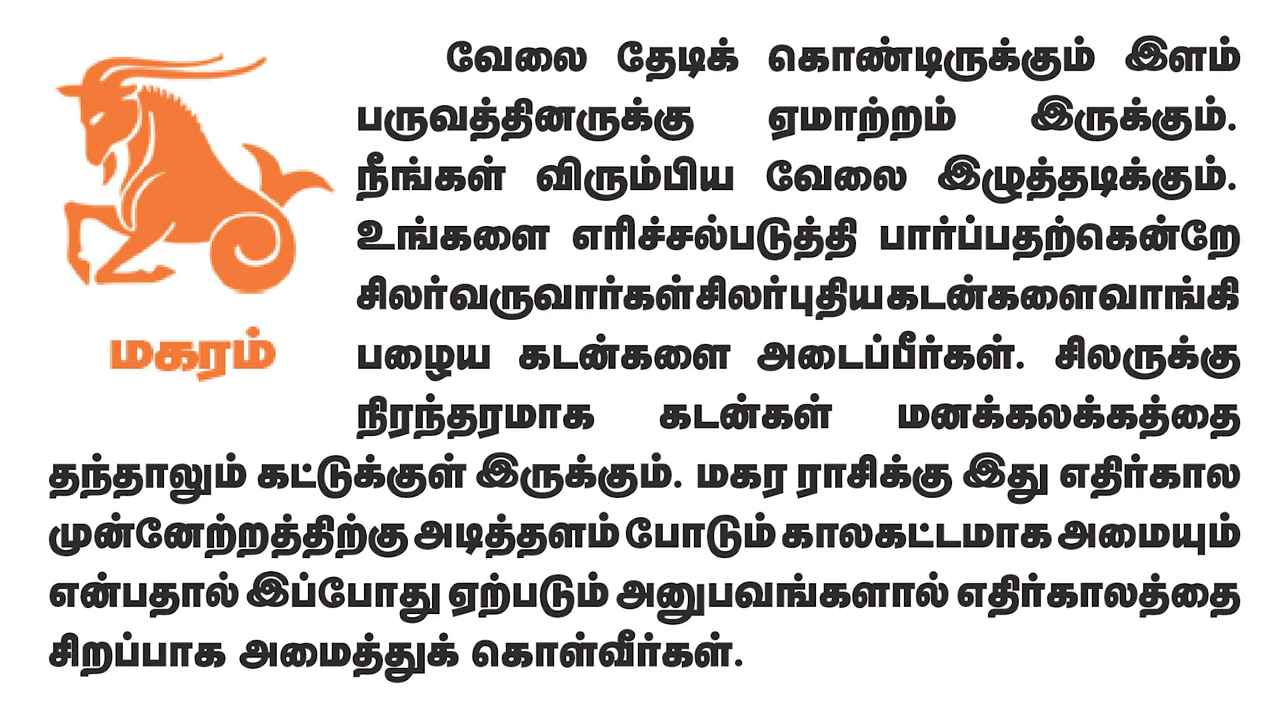 வேலை தேடிக் கொண்டிருக்கும் இளம்
பருவத்தினருக்கு ஏமாற்றம் இருக்கும்.
நீங்கள் விரும்பிய வேலை இழுத்தடிக்கும்.
உங்களை எரிச்சல்படுத்தி பார்ப்பதற்கென்றே
சிலர்வருவார்கள்சிலர்புதியகடன்களைவாங்கி
பழைய கடன்களை அடைப்பீர்கள். சிலருக்கு
நிரந்தரமாக கடன்கள் மனக்கலக்கத்தை
தந்தாலும் கட்டுக்குள் இருக்கும். மகர ராசிக்கு இது எதிர்கால
முன்னேற்றத்திற்கு அடித்தளம் போடும் காலகட்டமாக அமையும்
என்பதால் இப்போது ஏற்படும் அனுபவங்களால் எதிர்காலத்தை
சிறப்பாக அமைத்துக் கொள்வீர்கள்.
மகரம்